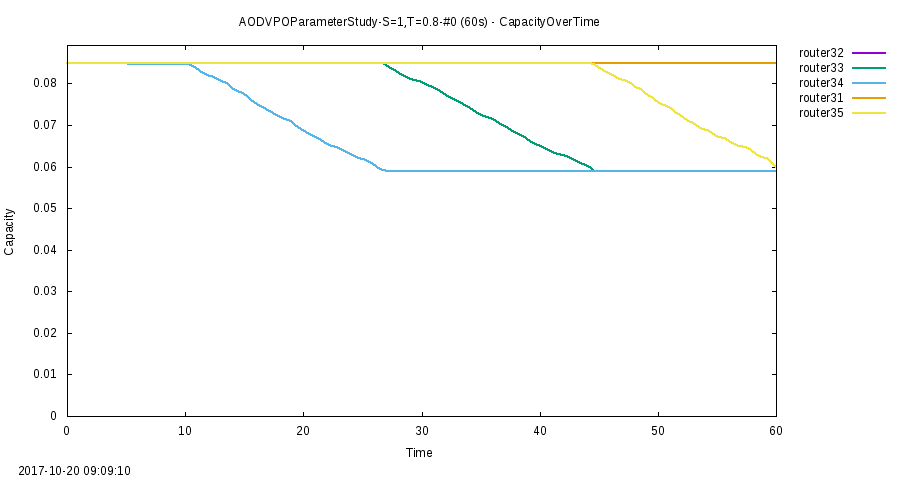 AODVPOParameterStudy-S=1,T=0.8-#0 (60s) - CapacityOverTime
router32
router33
router34
router31
router35
0.08
0.07
0.06
0.05
0.04
0.03
0.02
0.01
0
Capacity
0 10 20 30 40 50 60
Time
2017-10-20 09:09:10